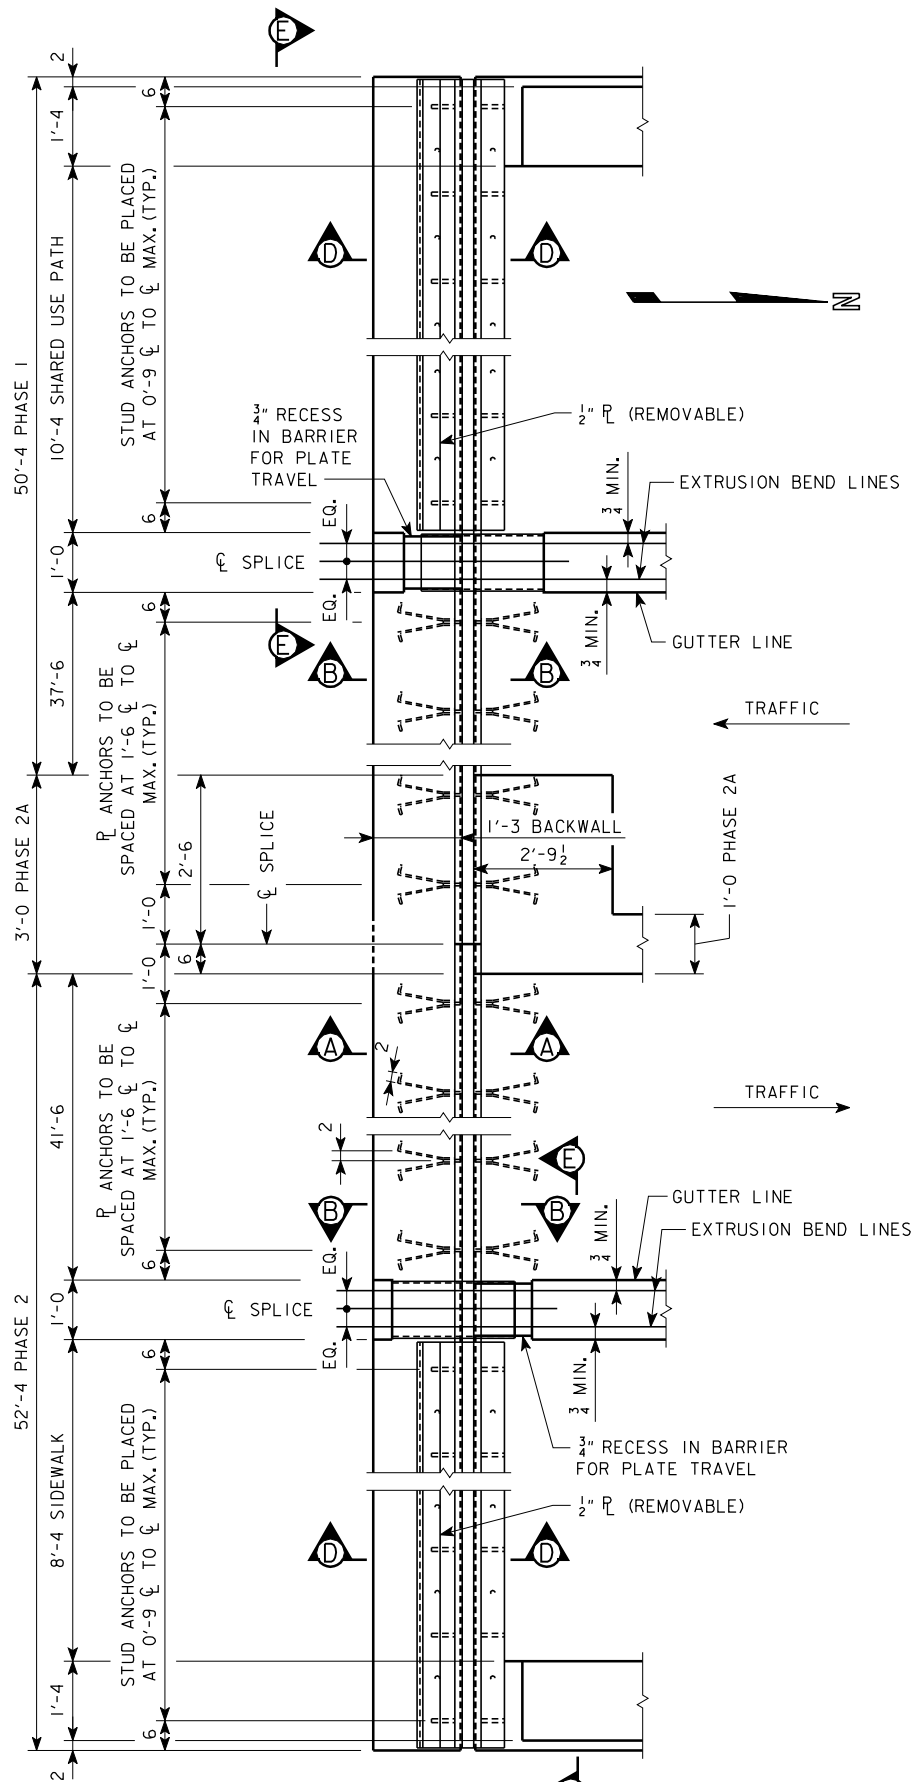 E
2
6
1'-4
STUD ANCHORS TO BE PLACED
AT 0'-9 ℄ TO ℄ MAX.(TYP.)
10'-4 SHARED USE PATH
50'-4 PHASE 1
D
D
N
3/4" RECESS
IN BARRIER
FOR PLATE
TRAVEL
1/2" PL (REMOVABLE)
3/4 MIN.
EXTRUSION BEND LINES
6
EQ.
1'-0
℄ SPLICE
EQ.
6
3/4 MIN.
GUTTER LINE
E
B
B
37'-6
PL ANCHORS TO BE
SPACED AT 1'-6 ℄ TO ℄
MAX.(TYP.)
TRAFFIC
1'-3 BACKWALL
2'-9 1/2
2'-6
℄ SPLICE
1'-0 PHASE 2A
3'-0 PHASE 2A
1'-0
1'-0
6
A
A
2
PL ANCHORS TO BE
SPACED AT 1'-6 ℄ TO ℄
MAX.(TYP.)
41'-6
TRAFFIC
2
E
B
B
GUTTER LINE
EXTRUSION BEND LINES
3/4 MIN.
6
EQ.
1'-0
℄ SPLICE
EQ.
6
3/4 MIN.
52'-4 PHASE 2
3/4" RECESS IN BARRIER
FOR PLATE TRAVEL
1/2" PL (REMOVABLE)
8'-4 SIDEWALK
STUD ANCHORS TO BE PLACED
AT 0'-9 ℄ TO ℄ MAX.(TYP.)
D
D
1'-4
6
2